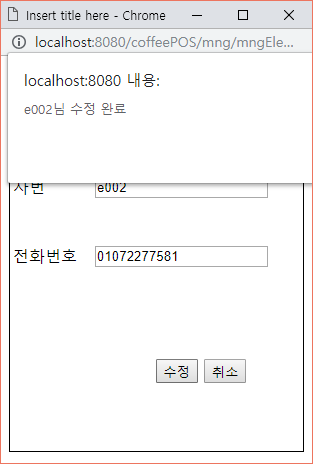 Insert title here - Chrome
localhost:8080/coffeePOS/mng/mngEle...
localhost:8080 내용:
e002님 수정 완료
사번 e002
전화번호 01072277581
수정 취소